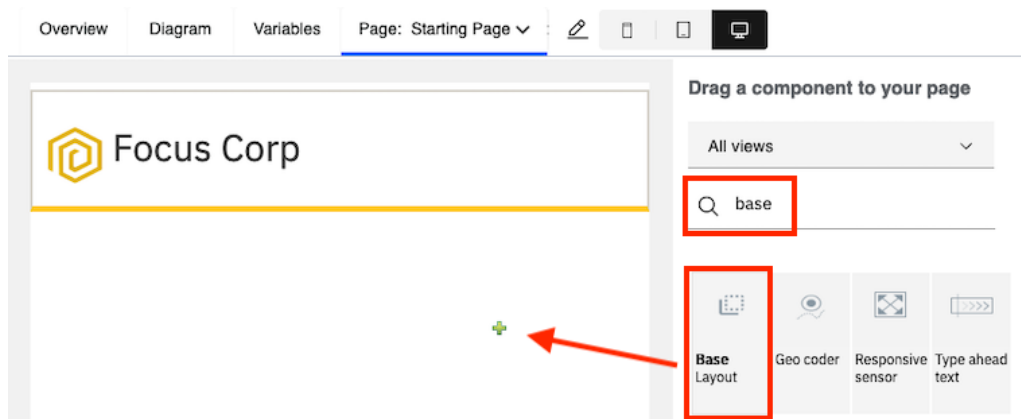 Overview Diagram Variables Page: Starting Page
Drag a component to your page
Focus Corp
All views
base
Base Layout
Geo coder
Responsive sensor
Type ahead text